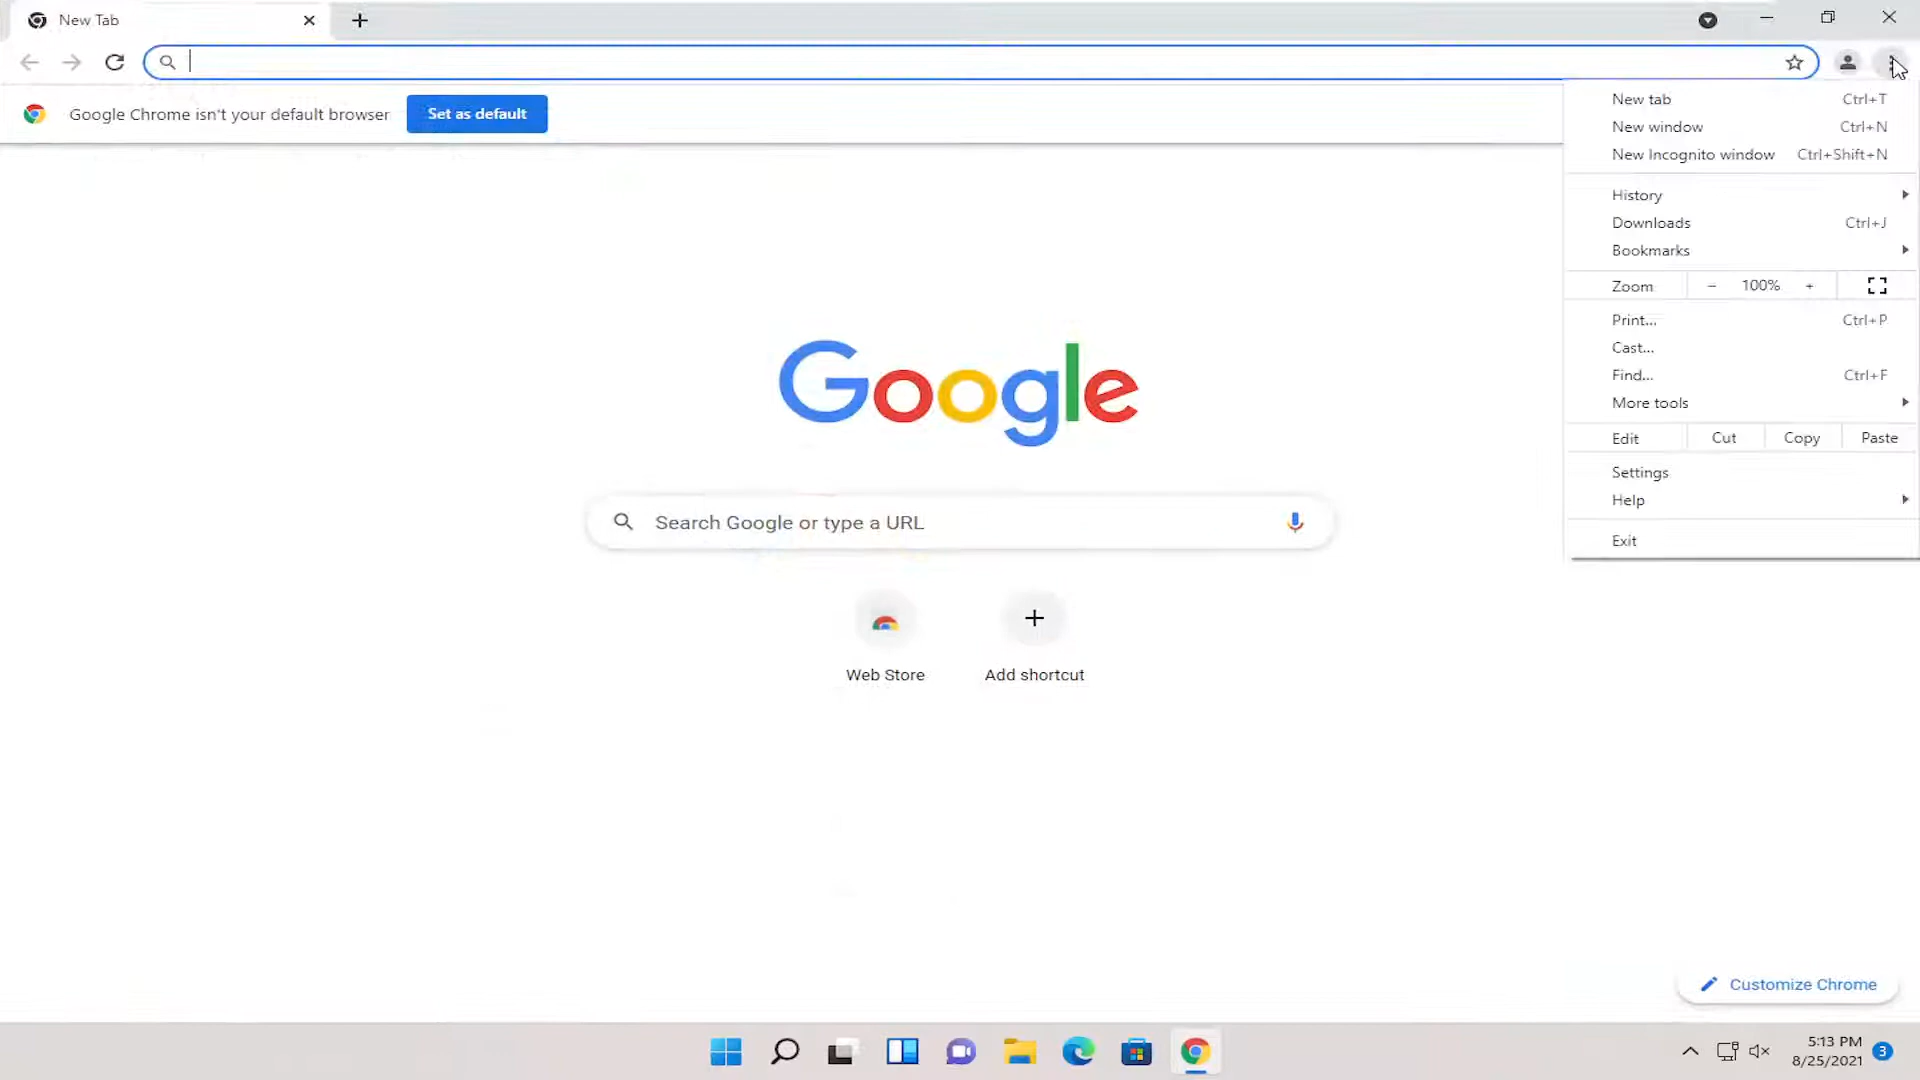 New Tab
Google Chrome isn't your default browser
Set as default
New tab Ctrl+T
New window Ctrl+N
New Incognito window Ctrl+Shift+N
History
Downloads Ctrl+J
Bookmarks
Zoom − 100% +
Print... Ctrl+P
Cast...
Find... Ctrl+F
More tools
Edit Cut Copy Paste
Settings
Help
Exit
Google
Search Google or type a URL
Web Store Add shortcut
Customize Chrome
5:13 PM
8/25/2021
3